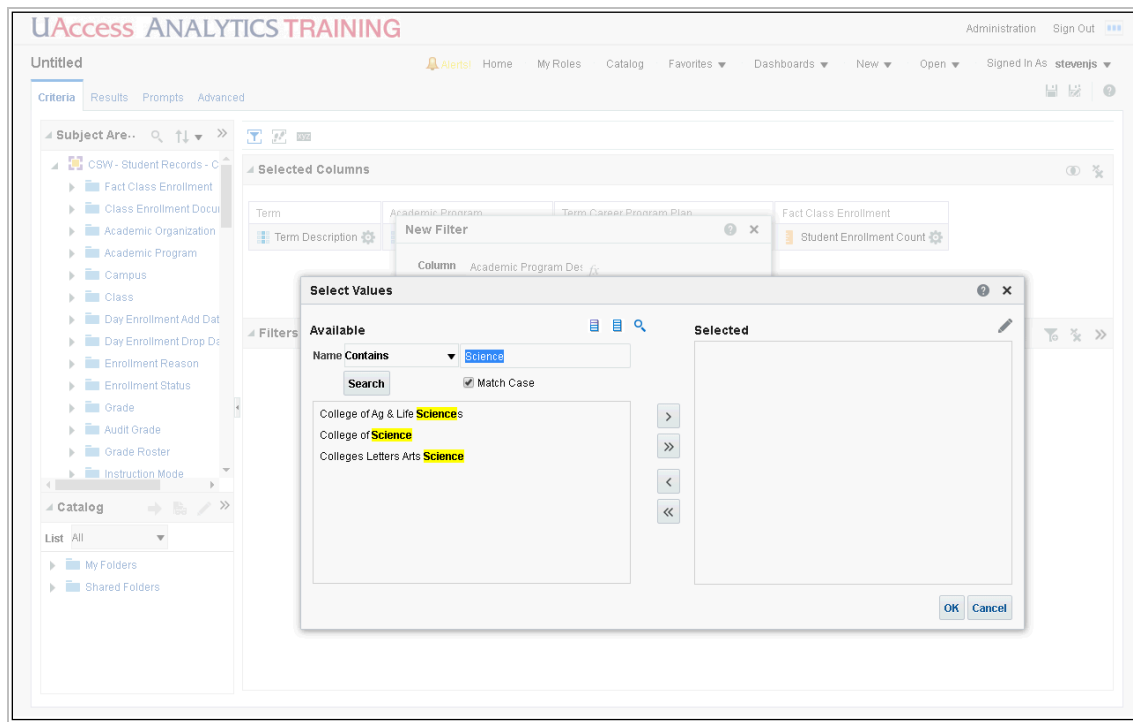 UAccess ANALYTICS TRAINING
Administration Sign Out
Untitled
Alerts! Home My Roles Catalog Favorites Dashboards New Open Signed In As stevenjs
Criteria Results Prompts Advanced
Subject Are..
CSW - Student Records - C
Fact Class Enrollment
Class Enrollment Docu
Academic Organization
Academic Program
Campus
Class
Day Enrollment Add Dat
Day Enrollment Drop Da
Enrollment Reason
Enrollment Status
Grade
Audit Grade
Grade Roster
Instruction Mode
Catalog
List All
My Folders
Shared Folders
Selected Columns
Term Academic Program Term Career Program Plan Fact Class Enrollment
Term Description Student Enrollment Count
Filters
New Filter
Column Academic Program Des fx
Select Values
Available
Name Contains Science
Search Match Case
College of Ag & Life Sciences
College of Science
Colleges Letters Arts Science
Selected
OK Cancel